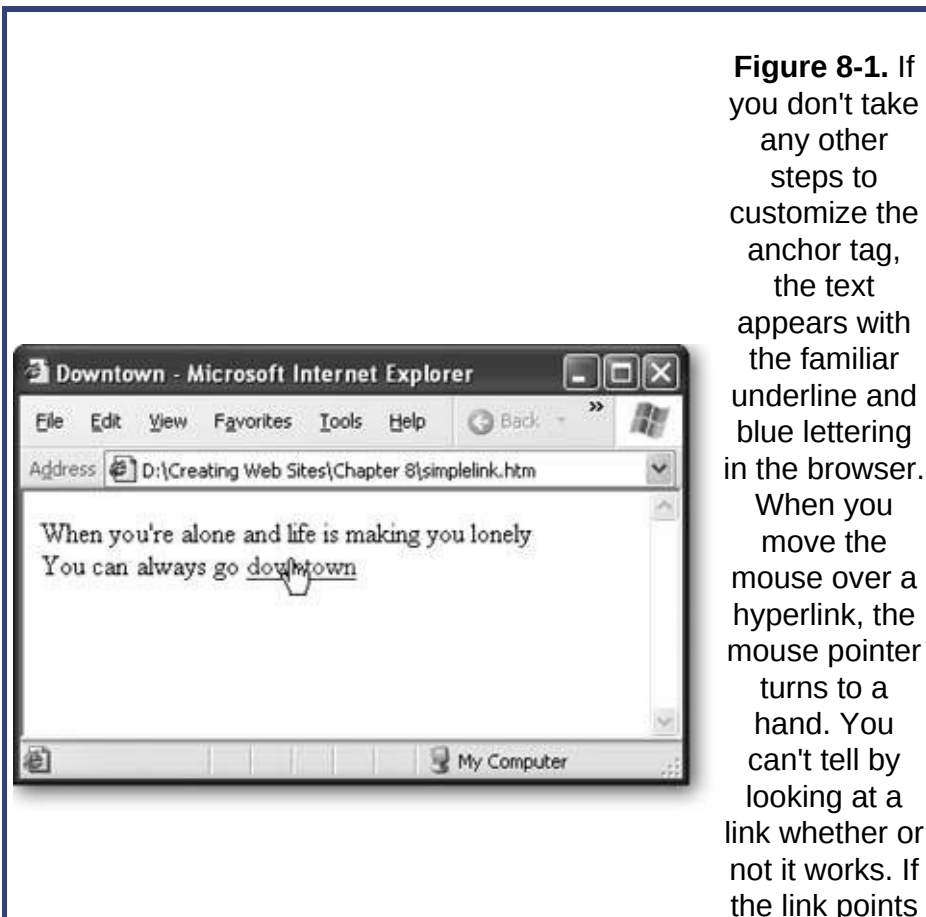 Downtown - Microsoft Internet Explorer
File Edit View Favorites Tools Help Back »
Address D:\Creating Web Sites\Chapter 8\simplelink.htm
When you're alone and life is making you lonely
You can always go downtown
My Computer
Figure 8-1. If
you don't take
any other
steps to
customize the
anchor tag,
the text
appears with
the familiar
underline and
blue lettering
in the browser.
When you
move the
mouse over a
hyperlink, the
mouse pointer
turns to a
hand. You
can't tell by
looking at a
link whether or
not it works. If
the link points